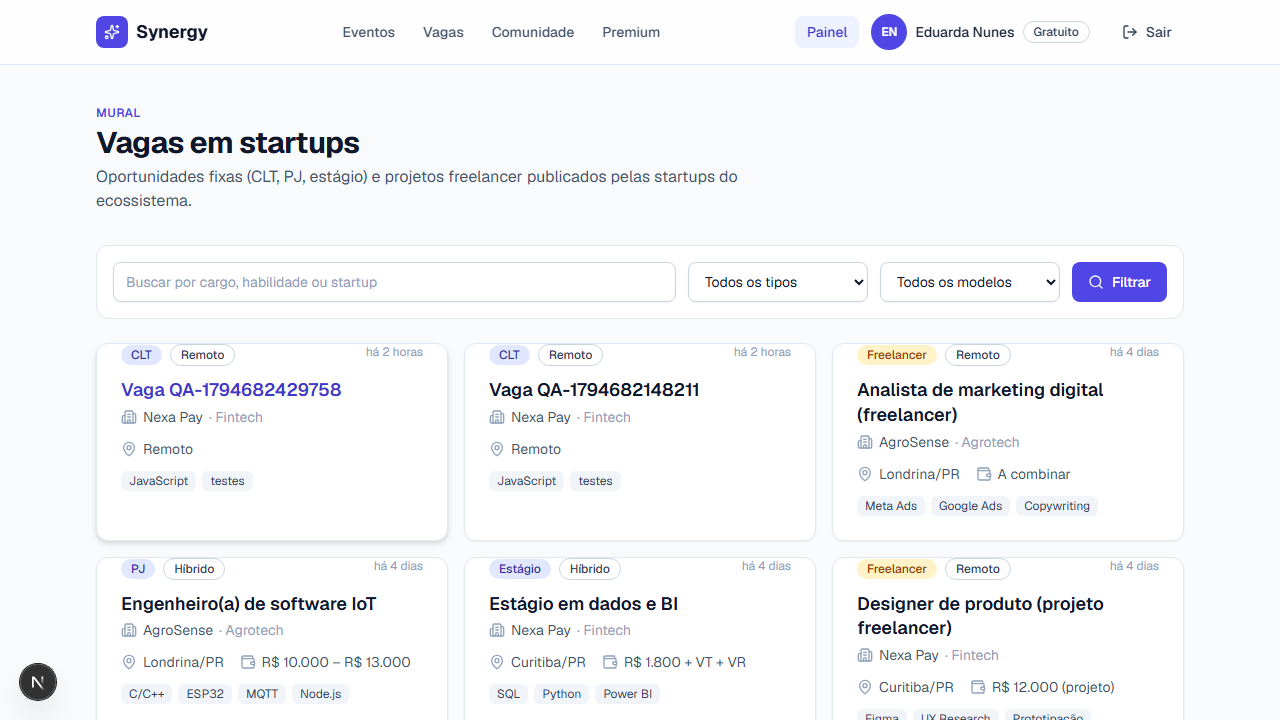 Synergy
Eventos
Vagas
Comunidade
Premium
Painel
EN
Eduarda Nunes
Gratuito
Sair
MURAL
Vagas em startups
Oportunidades fixas (CLT, PJ, estágio) e projetos freelancer publicados pelas startups do
ecossistema.
Buscar por cargo, habilidade ou startup
Todos os tipos
Todos os modelos
Filtrar
CLT
Remoto
há 2 horas
Vaga QA-1794682429758
Nexa Pay · Fintech
Remoto
JavaScript
testes
CLT
Remoto
há 2 horas
Vaga QA-1794682148211
Nexa Pay · Fintech
Remoto
JavaScript
testes
Freelancer
Remoto
há 4 dias
Analista de marketing digital
(freelancer)
AgroSense · Agrotech
Londrina/PR
A combinar
Meta Ads
Google Ads
Copywriting
PJ
Híbrido
há 4 dias
Engenheiro(a) de software IoT
AgroSense · Agrotech
Londrina/PR
R$ 10.000 – R$ 13.000
C/C++
ESP32
MQTT
Node.js
Estágio
Híbrido
há 4 dias
Estágio em dados e BI
Nexa Pay · Fintech
Curitiba/PR
R$ 1.800 + VT + VR
SQL
Python
Power BI
Freelancer
Remoto
há 4 dias
Designer de produto (projeto
freelancer)
Nexa Pay · Fintech
Curitiba/PR
R$ 12.000 (projeto)
Figma
UX Research
Prototipação
N